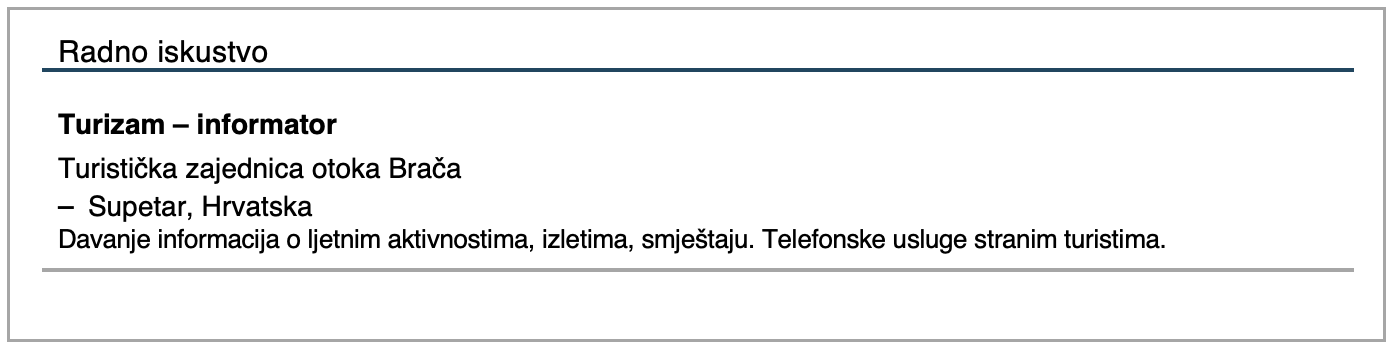 Radno iskustvo
Turizam – informator
Turistička zajednica otoka Brača
– Supetar, Hrvatska
Davanje informacija o ljetnim aktivnostima, izletima, smještaju. Telefonske usluge stranim turistima.